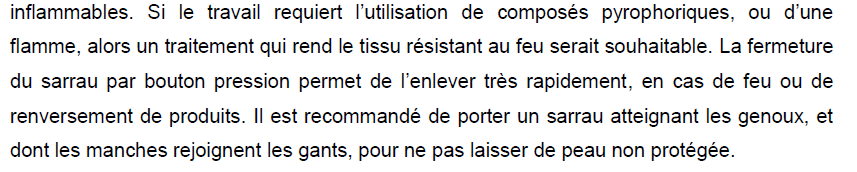 inflammables. Si le travail requiert l’utilisation de composés pyrophoriques, ou d’une
flamme, alors un traitement qui rend le tissu résistant au feu serait souhaitable. La fermeture
du sarrau par bouton pression permet de l’enlever très rapidement, en cas de feu ou de
renversement de produits. Il est recommandé de porter un sarrau atteignant les genoux, et
dont les manches rejoignent les gants, pour ne pas laisser de peau non protégée.